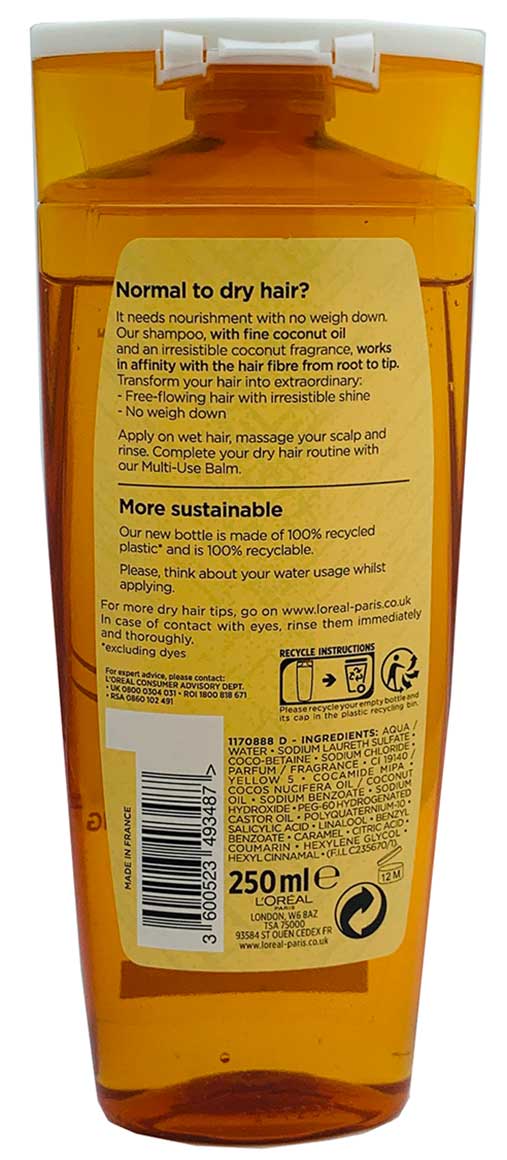 Normal to dry hair?
It needs nourishment with no weigh down.
Our shampoo, with fine coconut oil
and an irresistible coconut fragrance, works
in affinity with the hair fibre from root to tip.
Transform your hair into extraordinary:
- Free-flowing hair with irresistible shine
- No weigh down
Apply on wet hair, massage your scalp and
rinse. Complete your dry hair routine with
our Multi-Use Balm.
More sustainable
Our new bottle is made of 100% recycled
plastic* and is 100% recyclable.
Please, think about your water usage whilst
applying.
For more dry hair tips, go on www.loreal-paris.co.uk
In case of contact with eyes, rinse them immediately
and thoroughly.
*excluding dyes
For expert advice, please contact:
L'ORÉAL CONSUMER ADVISORY DEPT.
• UK 0800 0304 031 • ROI 1800 818 671
• RSA 0860 102 491
RECYCLE INSTRUCTIONS
Please recycle your empty bottle and
its cap in the plastic recycling bin.
1170888 D - INGREDIENTS: AQUA /
WATER • SODIUM LAURETH SULFATE •
COCO-BETAINE • SODIUM CHLORIDE •
PARFUM / FRAGRANCE • CI 19140 /
YELLOW 5 • COCAMIDE MIPA •
COCOS NUCIFERA OIL / COCONUT
OIL • SODIUM BENZOATE • SODIUM
HYDROXIDE • PEG-60 HYDROGENATED
CASTOR OIL • POLYQUATERNIUM-10 •
SALICYLIC ACID • LINALOOL • BENZYL
BENZOATE • CARAMEL • CITRIC ACID •
COUMARIN • HEXYLENE GLYCOL •
HEXYL CINNAMAL • (F.I.L C235670/1).
MADE IN FRANCE
3 600523 493487 >
250 ml e
12 M
L'ORÉAL
PARIS
LONDON, W6 8AZ
TSA 75000
93584 ST OUEN CEDEX FR
www.loreal-paris.co.uk